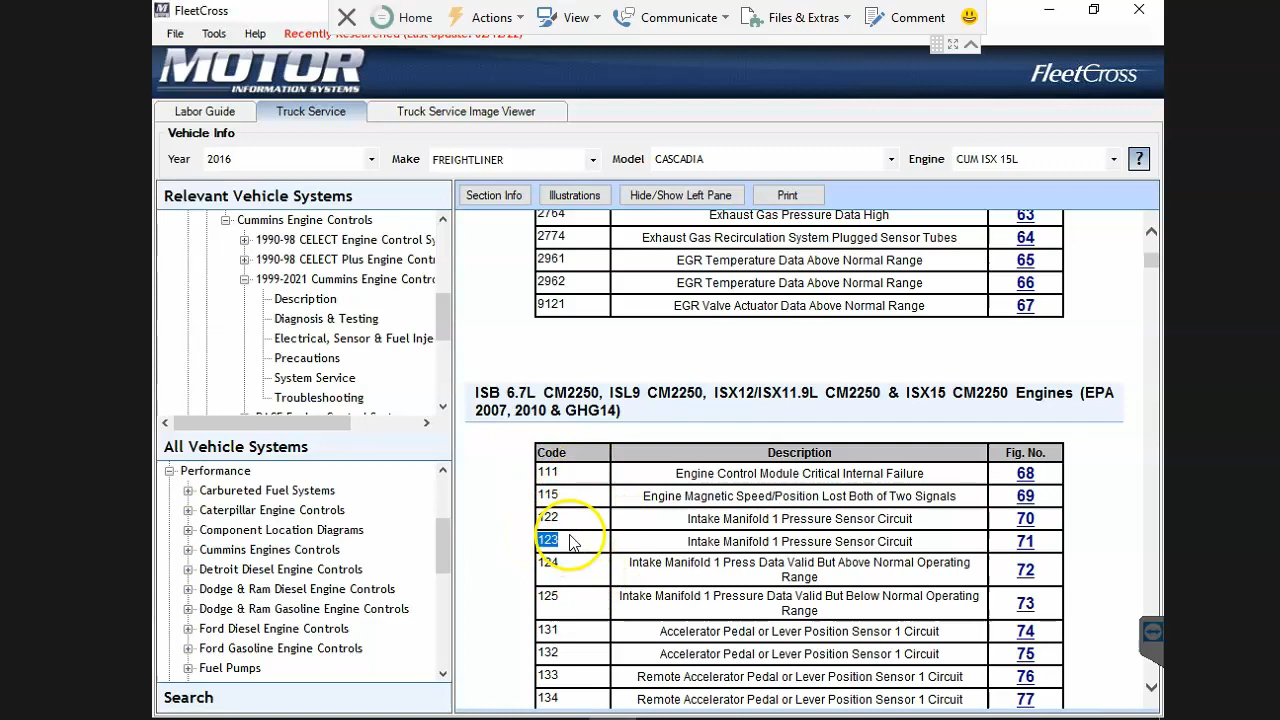 FleetCross
Home Actions View Communicate Files & Extras Comment
File Tools Help
MOTOR
INFORMATION SYSTEMS
FleetCross
Labor Guide Truck Service Truck Service Image Viewer
Vehicle Info
Year 2016 Make FREIGHTLINER Model CASCADIA Engine CUM ISX 15L ?
Relevant Vehicle Systems
Cummins Engine Controls
1990-98 CELECT Engine Control Sy
1990-98 CELECT Plus Engine Contr
1999-2021 Cummins Engine Contro
Description
Diagnosis & Testing
Electrical, Sensor & Fuel Inje
Precautions
System Service
Troubleshooting
All Vehicle Systems
Performance
Carbureted Fuel Systems
Caterpillar Engine Controls
Component Location Diagrams
Cummins Engines Controls
Detroit Diesel Engine Controls
Dodge & Ram Diesel Engine Controls
Dodge & Ram Gasoline Engine Controls
Ford Diesel Engine Controls
Ford Gasoline Engine Controls
Fuel Pumps
Search
Section Info Illustrations Hide/Show Left Pane Print
2764 Exhaust Gas Pressure Data High 63
2774 Exhaust Gas Recirculation System Plugged Sensor Tubes 64
2961 EGR Temperature Data Above Normal Range 65
2962 EGR Temperature Data Above Normal Range 66
9121 EGR Valve Actuator Data Above Normal Range 67
ISB 6.7L CM2250, ISL9 CM2250, ISX12/ISX11.9L CM2250 & ISX15 CM2250 Engines (EPA
2007, 2010 & GHG14)
Code Description Fig. No.
111 Engine Control Module Critical Internal Failure 68
115 Engine Magnetic Speed/Position Lost Both of Two Signals 69
122 Intake Manifold 1 Pressure Sensor Circuit 70
123 Intake Manifold 1 Pressure Sensor Circuit 71
124 Intake Manifold 1 Press Data Valid But Above Normal Operating
Range 72
125 Intake Manifold 1 Pressure Data Valid But Below Normal Operating
Range 73
131 Accelerator Pedal or Lever Position Sensor 1 Circuit 74
132 Accelerator Pedal or Lever Position Sensor 1 Circuit 75
133 Remote Accelerator Pedal or Lever Position Sensor 1 Circuit 76
134 Remote Accelerator Pedal or Lever Position Sensor 1 Circuit 77